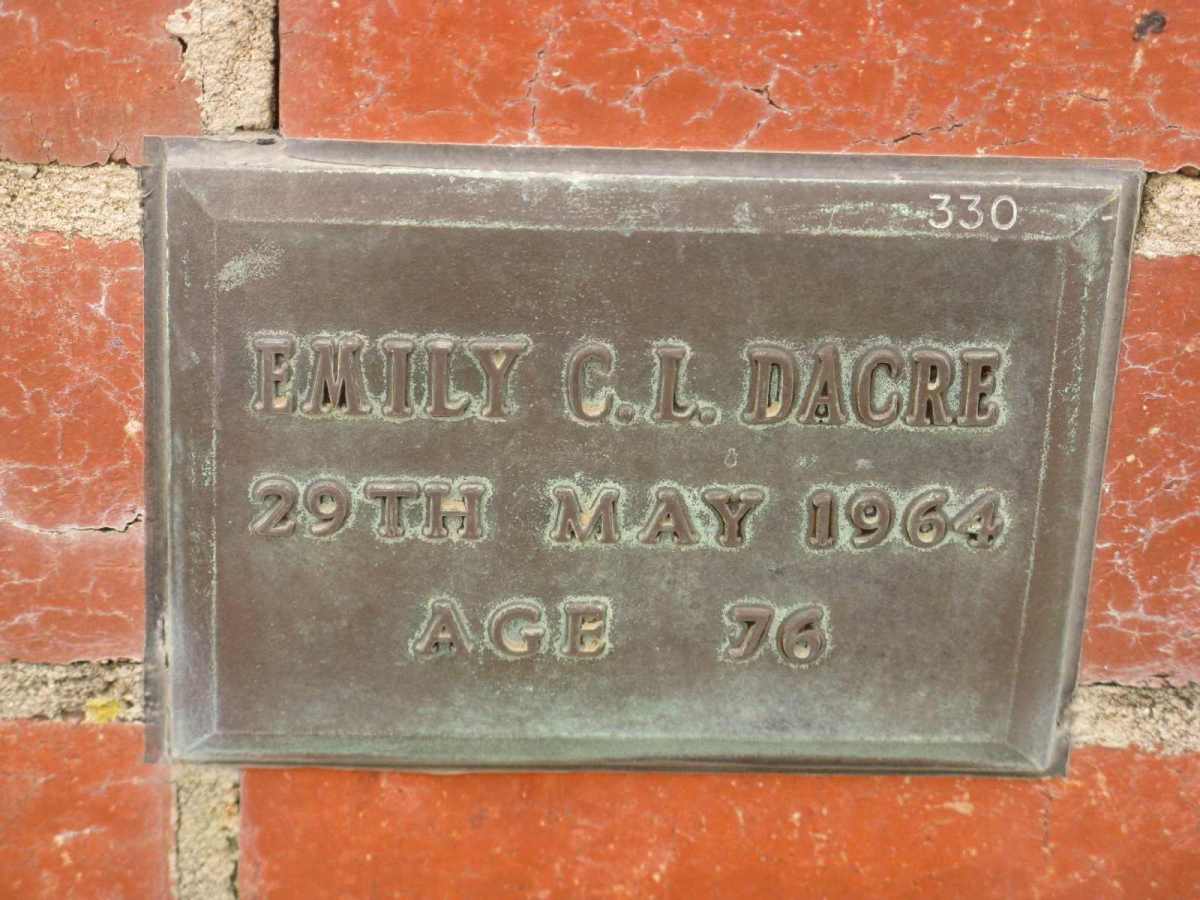 330
EMILY C. L. DACRE
29TH MAY 1964
AGE 76